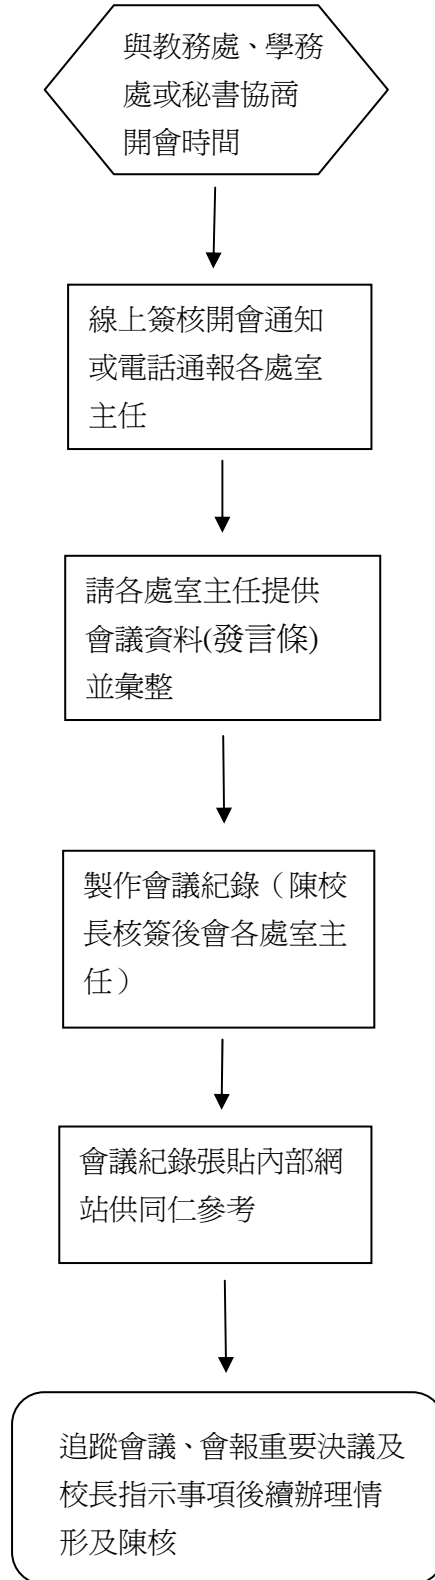 與教務處、學務
處或秘書協商
開會時間
線上簽核開會通知
或電話通報各處室
主任
請各處室主任提供
會議資料(發言條)
並彙整
製作會議紀錄（陳校
長核簽後會各處室主
任）
會議紀錄張貼內部網
站供同仁參考
追蹤會議、會報重要決議及
校長指示事項後續辦理情
形及陳核